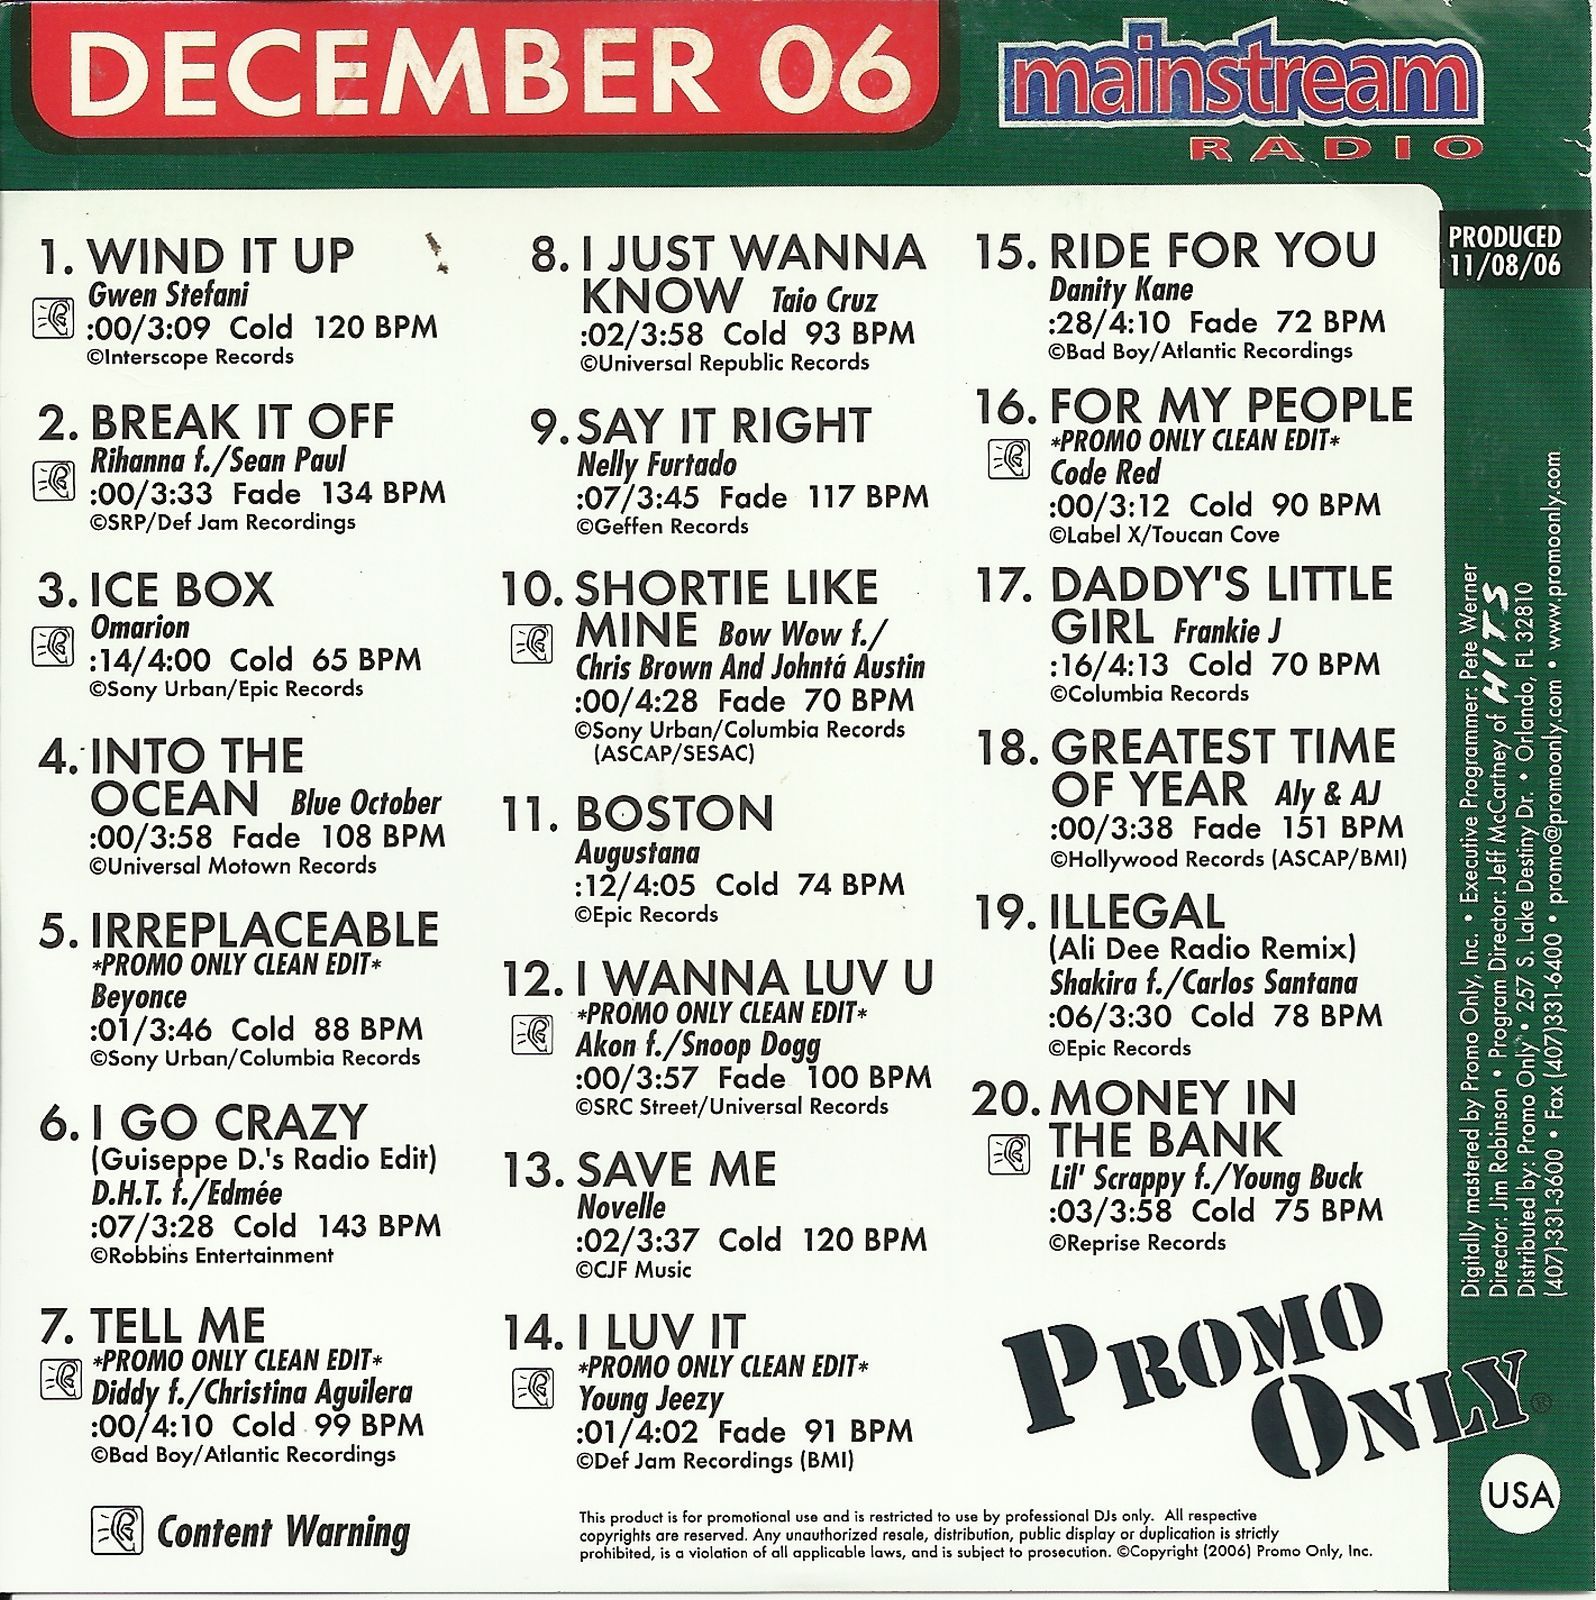 DECEMBER 06
mainstream
RADIO
PRODUCED
11/08/06
1. WIND IT UP
Gwen Stefani
:00/3:09 Cold 120 BPM
©Interscope Records
2. BREAK IT OFF
Rihanna f./Sean Paul
:00/3:33 Fade 134 BPM
©SRP/Def Jam Recordings
3. ICE BOX
Omarion
:14/4:00 Cold 65 BPM
©Sony Urban/Epic Records
4. INTO THE
OCEAN Blue October
:00/3:58 Fade 108 BPM
©Universal Motown Records
5. IRREPLACEABLE
*PROMO ONLY CLEAN EDIT*
Beyonce
:01/3:46 Cold 88 BPM
©Sony Urban/Columbia Records
6. I GO CRAZY
(Guiseppe D.'s Radio Edit)
D.H.T. f./Edmée
:07/3:28 Cold 143 BPM
©Robbins Entertainment
7. TELL ME
*PROMO ONLY CLEAN EDIT*
Diddy f./Christina Aguilera
:00/4:10 Cold 99 BPM
©Bad Boy/Atlantic Recordings
Content Warning
8. I JUST WANNA
KNOW Taio Cruz
:02/3:58 Cold 93 BPM
©Universal Republic Records
9. SAY IT RIGHT
Nelly Furtado
:07/3:45 Fade 117 BPM
©Geffen Records
10. SHORTIE LIKE
MINE Bow Wow f./
Chris Brown And Johntá Austin
:00/4:28 Fade 70 BPM
©Sony Urban/Columbia Records
(ASCAP/SESAC)
11. BOSTON
Augustana
:12/4:05 Cold 74 BPM
©Epic Records
12. I WANNA LUV U
*PROMO ONLY CLEAN EDIT*
Akon f./Snoop Dogg
:00/3:57 Fade 100 BPM
©SRC Street/Universal Records
13. SAVE ME
Novelle
:02/3:37 Cold 120 BPM
©CJF Music
14. I LUV IT
*PROMO ONLY CLEAN EDIT*
Young Jeezy
:01/4:02 Fade 91 BPM
©Def Jam Recordings (BMI)
15. RIDE FOR YOU
Danity Kane
:28/4:10 Fade 72 BPM
©Bad Boy/Atlantic Recordings
16. FOR MY PEOPLE
*PROMO ONLY CLEAN EDIT*
Code Red
:00/3:12 Cold 90 BPM
©Label X/Toucan Cove
17. DADDY'S LITTLE
GIRL Frankie J
:16/4:13 Cold 70 BPM
©Columbia Records
18. GREATEST TIME
OF YEAR Aly & AJ
:00/3:38 Fade 151 BPM
©Hollywood Records (ASCAP/BMI)
19. ILLEGAL
(Ali Dee Radio Remix)
Shakira f./Carlos Santana
:06/3:30 Cold 78 BPM
©Epic Records
20. MONEY IN
THE BANK
Lil' Scrappy f./Young Buck
:03/3:58 Cold 75 BPM
©Reprise Records
PROMO
ONLY®
USA
This product is for promotional use and is restricted to use by professional DJs only. All respective
copyrights are reserved. Any unauthorized resale, distribution, public display or duplication is strictly
prohibited, is a violation of all applicable laws, and is subject to prosecution. ©Copyright (2006) Promo Only, Inc.
Digitally mastered by Promo Only, Inc. • Executive Programmer: Pete Werner
Director: Jim Robinson • Program Director: Jeff McCartney of HITS
Distributed by: Promo Only • 257 S. Lake Destiny Dr. • Orlando, FL 32810
(407)-331-3600 • Fax (407)331-6400 • promo@promoonly.com • www.promoonly.com